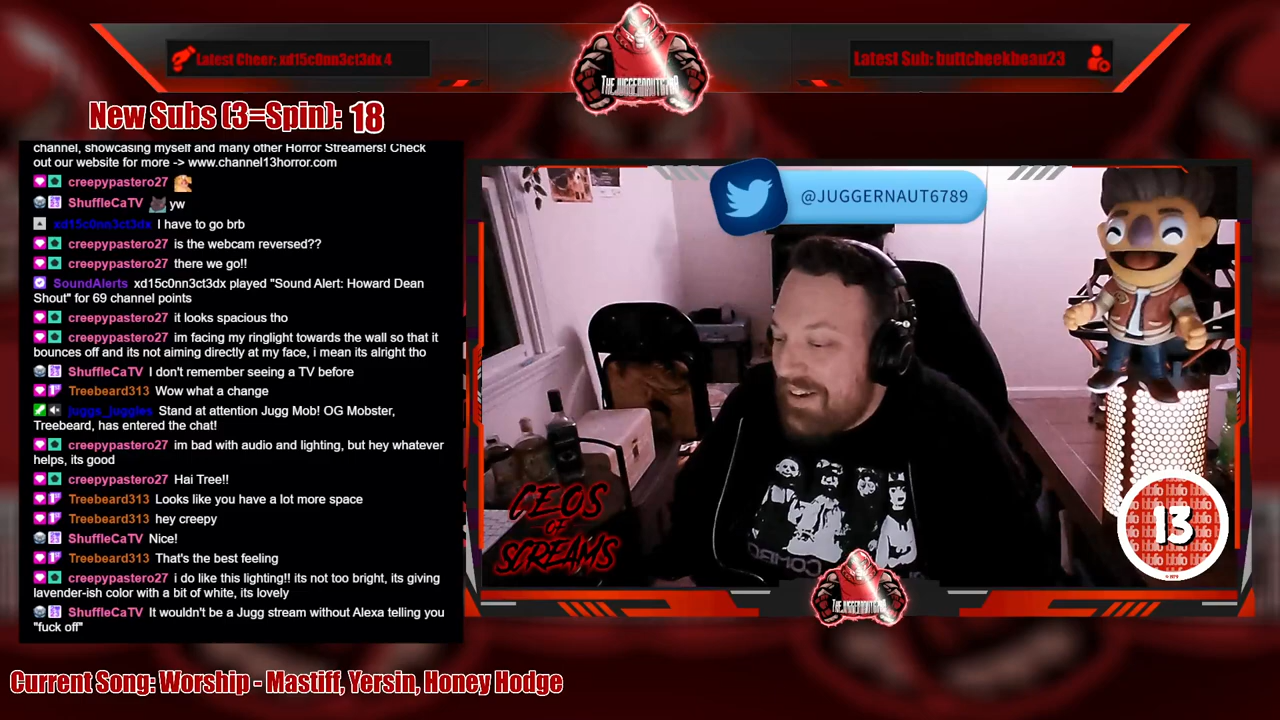 Latest Cheer: xd15c0nn3ct3dx 4
THEJUGGERNAUT6789
Latest Sub: buttcheekbeau23
New Subs (3=Spin): 18
channel, showcasing myself and many other Horror Streamers! Check
out our website for more -> www.channel13horror.com
creepypastero27
ShuffleCaTV yw
xd15c0nn3ct3dx I have to go brb
creepypastero27 is the webcam reversed??
creepypastero27 there we go!!
SoundAlerts xd15c0nn3ct3dx played "Sound Alert: Howard Dean
Shout" for 69 channel points
creepypastero27 it looks spacious tho
creepypastero27 im facing my ringlight towards the wall so that it
bounces off and its not aiming directly at my face, i mean its alright tho
ShuffleCaTV I don't remember seeing a TV before
Treebeard313 Wow what a change
juggs_juggles Stand at attention Jugg Mob! OG Mobster,
Treebeard, has entered the chat!
creepypastero27 im bad with audio and lighting, but hey whatever
helps, its good
creepypastero27 Hai Tree!!
Treebeard313 Looks like you have a lot more space
Treebeard313 hey creepy
ShuffleCaTV Nice!
Treebeard313 That's the best feeling
creepypastero27 i do like this lighting!! its not too bright, its giving
lavender-ish color with a bit of white, its lovely
ShuffleCaTV It wouldn't be a Jugg stream without Alexa telling you
"fuck off"
@JUGGERNAUT6789
CEOS
OF
SCREAMS
13
Current Song: Worship - Mastiff, Yersin, Honey Hodge